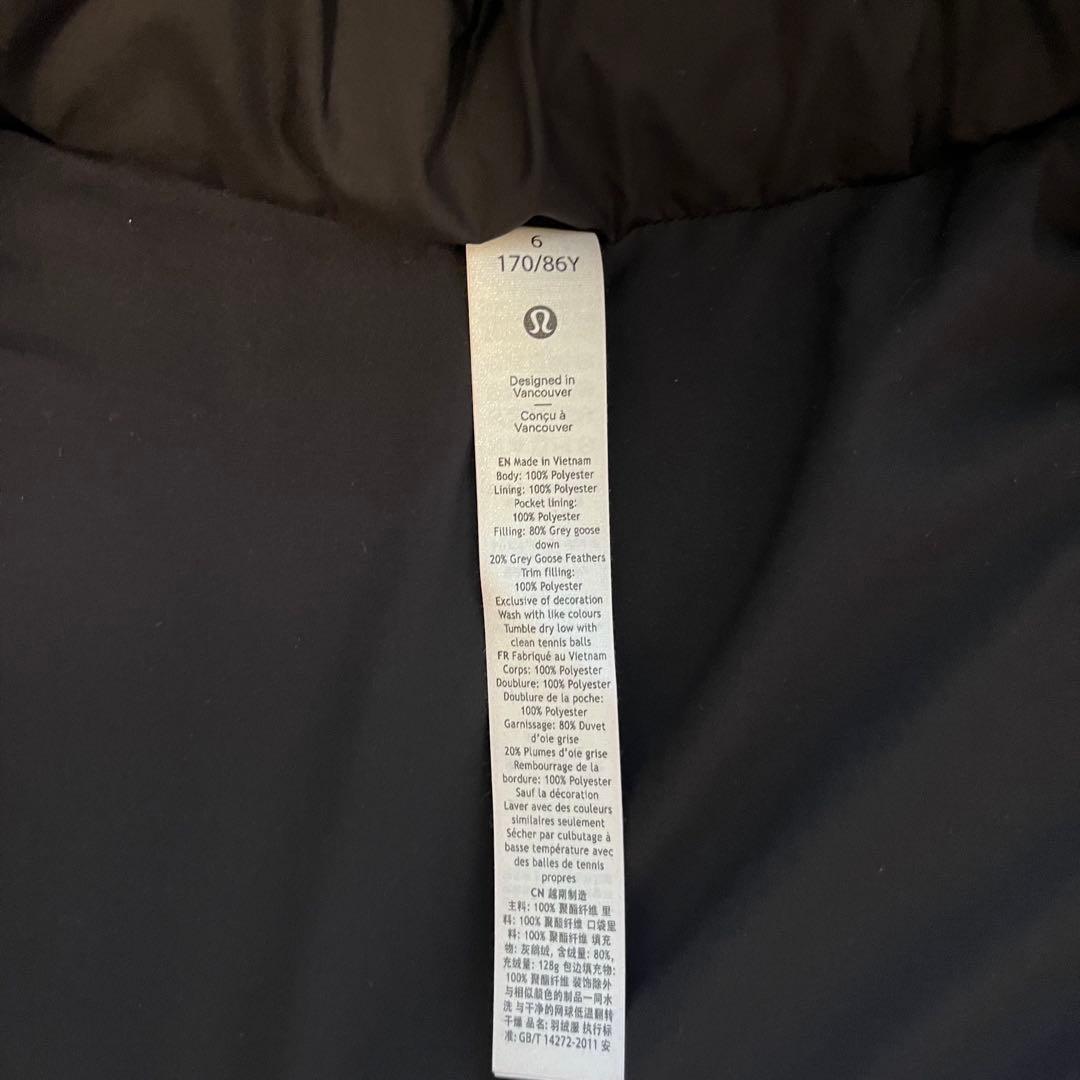 6
170/86Y
Designed in
Vancouver
Conçu à
Vancouver
EN Made in Vietnam
Body: 100% Polyester
Lining: 100% Polyester
Pocket lining:
100% Polyester
Filling: 80% Grey goose
down
20% Grey Goose Feathers
Trim filling:
100% Polyester
Exclusive of decoration
Wash with like colours
Tumble dry low with
clean tennis balls
FR Fabriqué au Vietnam
Corps: 100% Polyester
Doublure: 100% Polyester
Doublure de la poche:
100% Polyester
Garnissage: 80% Duvet
d'oie grise
20% Plumes d'oie grise
Rembourrage de la
bordure: 100% Polyester
Sauf la décoration
Laver avec des couleurs
similaires seulement
Sécher par culbutage à
basse température avec
des balles de tennis
propres
CN 越南制造
主料: 100% 聚酯纤维 里
料: 100% 聚酯纤维 口袋里
料: 100% 聚酯纤维 填充
物: 灰鹅绒, 含绒量: 80%,
充绒量: 128g 包边填充物:
100% 聚酯纤维 装饰除外
与相似颜色的制品一同水
洗 与干净的网球低温翻转
干燥 品名: 羽绒服 执行标
准: GB/T 14272-2011 安